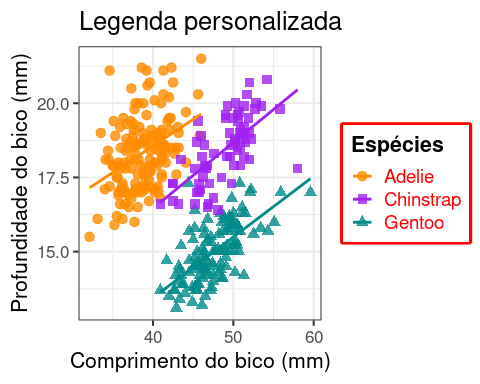 Legenda personalizada
Profundidade do bico (mm)
20.0
17.5
15.0
40
50
60
Comprimento do bico (mm)
Espécies
Adelie
Chinstrap
Gentoo